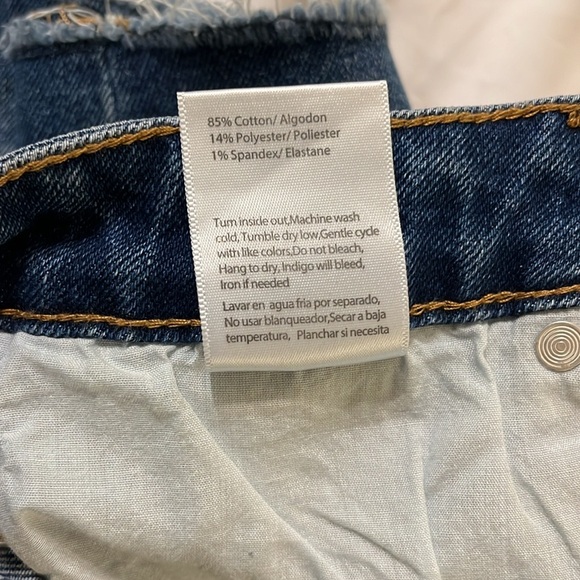 85% Cotton/ Algodon
14% Polyester/ Poliester
1% Spandex/ Elastane
Turn inside out,Machine wash
cold, Tumble dry low,Gentle cycle
with like colors,Do not bleach,
Hang to dry, Indigo will bleed,
Iron if needed
Lavar en agua fria por separado,
No usar blanqueador,Secar a baja
temperatura, Planchar si necesita